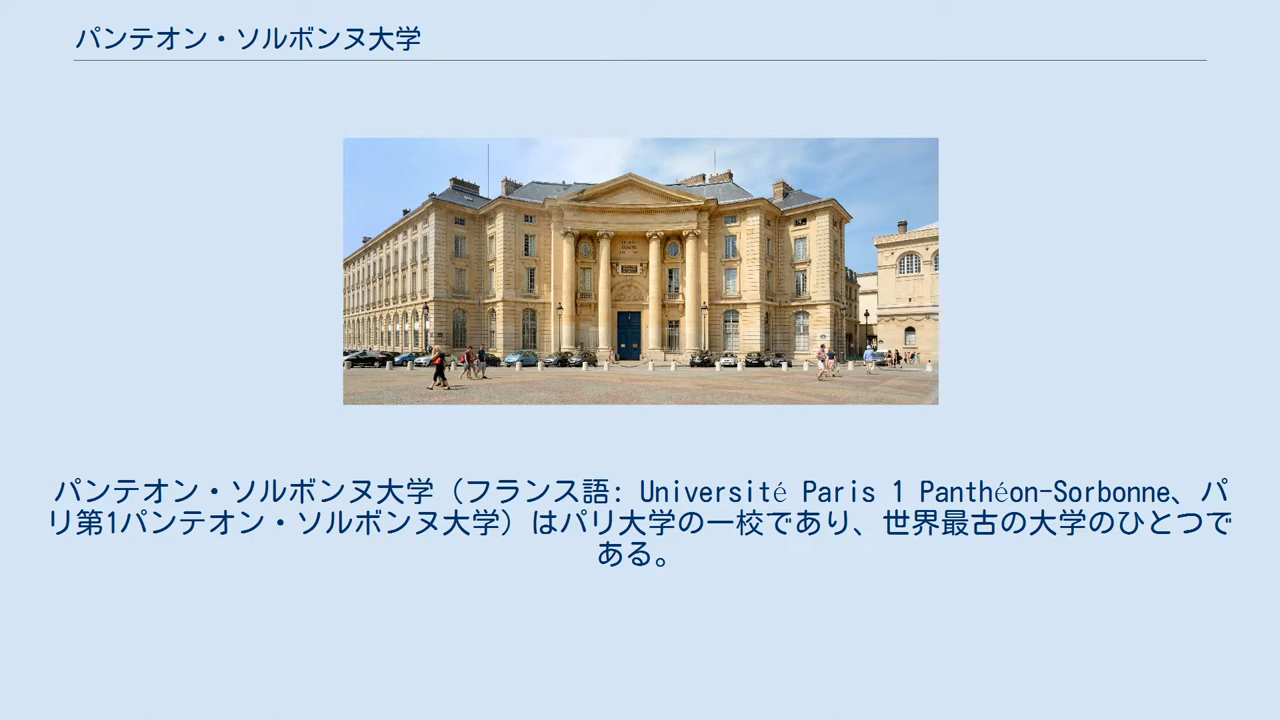 パンテオン・ソルボンヌ大学
パンテオン・ソルボンヌ大学（フランス語: Université Paris 1 Panthéon-Sorbonne、パ
リ第1パンテオン・ソルボンヌ大学）はパリ大学の一校であり、世界最古の大学のひとつで
ある。